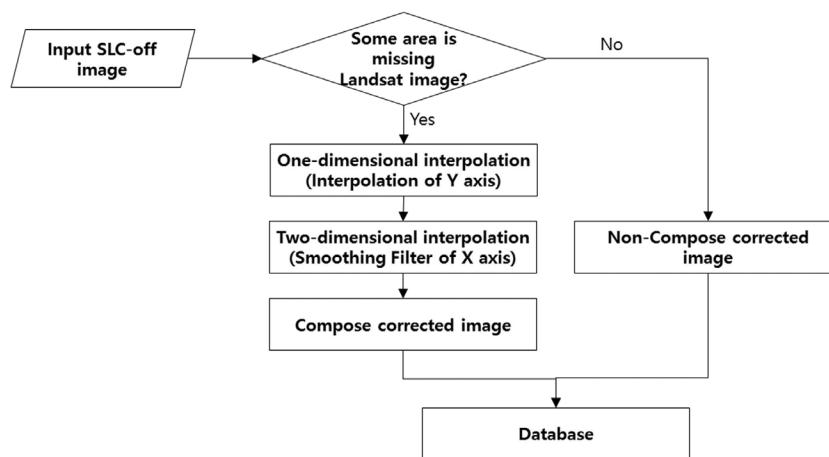 Input SLC-off
image
Some area is
missing
Landsat image?
No
Yes
One-dimensional interpolation
(Interpolation of Y axis)
Two-dimensional interpolation
(Smoothing Filter of X axis)
Non-Compose corrected
image
Compose corrected image
Database